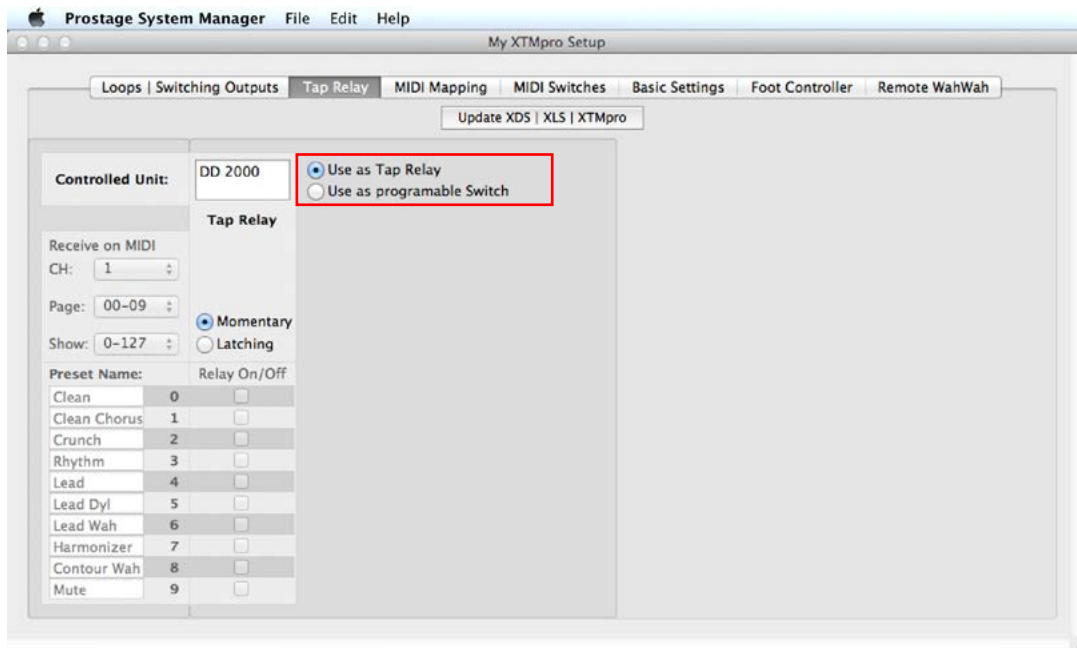 Prostage System Manager File Edit Help
My XTMpro Setup
Loops | Switching Outputs Tap Relay MIDI Mapping MIDI Switches Basic Settings Foot Controller Remote WahWah
Update XDS | XLS | XTMpro
Controlled Unit: DD 2000
Use as Tap Relay
Use as programable Switch
Tap Relay
Receive on MIDI
CH: 1
Page: 00-09
Momentary
Show: 0-127 Latching
Preset Name: Relay On/Off
Clean 0
Clean Chorus 1
Crunch 2
Rhythm 3
Lead 4
Lead Dyl 5
Lead Wah 6
Harmonizer 7
Contour Wah 8
Mute 9